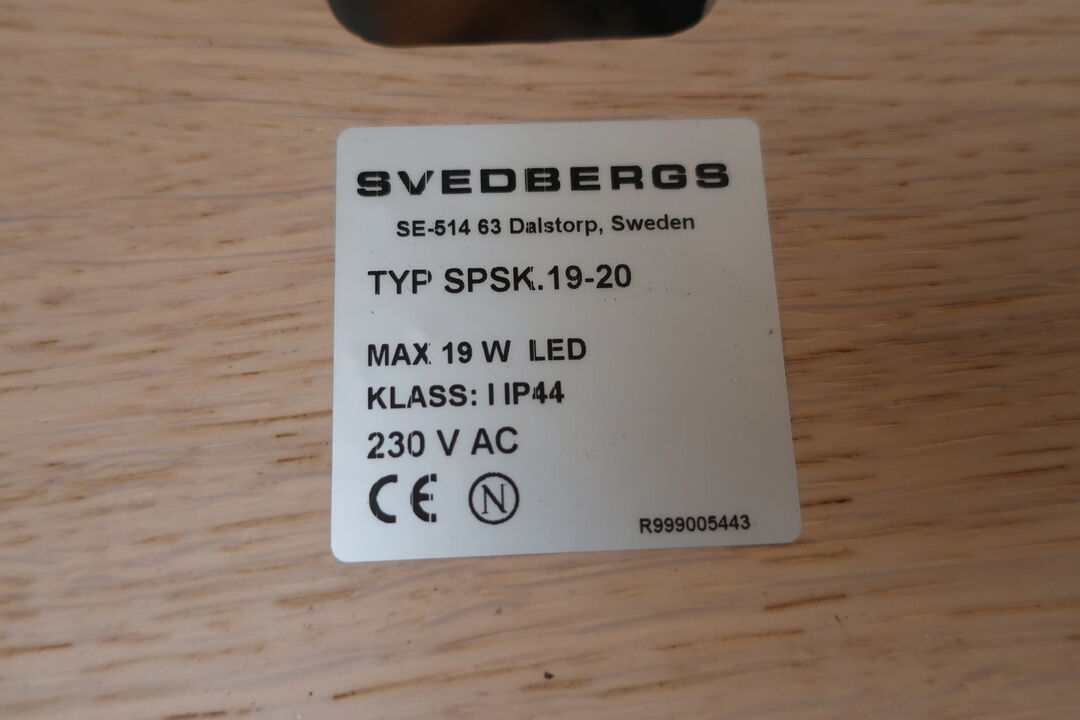 SVEDBERGS
SE-514 63 Dalstorp, Sweden
TYP SPSK.19-20
MAX 19 W LED
KLASS: I IP44
230 V AC
CE N
R999005443